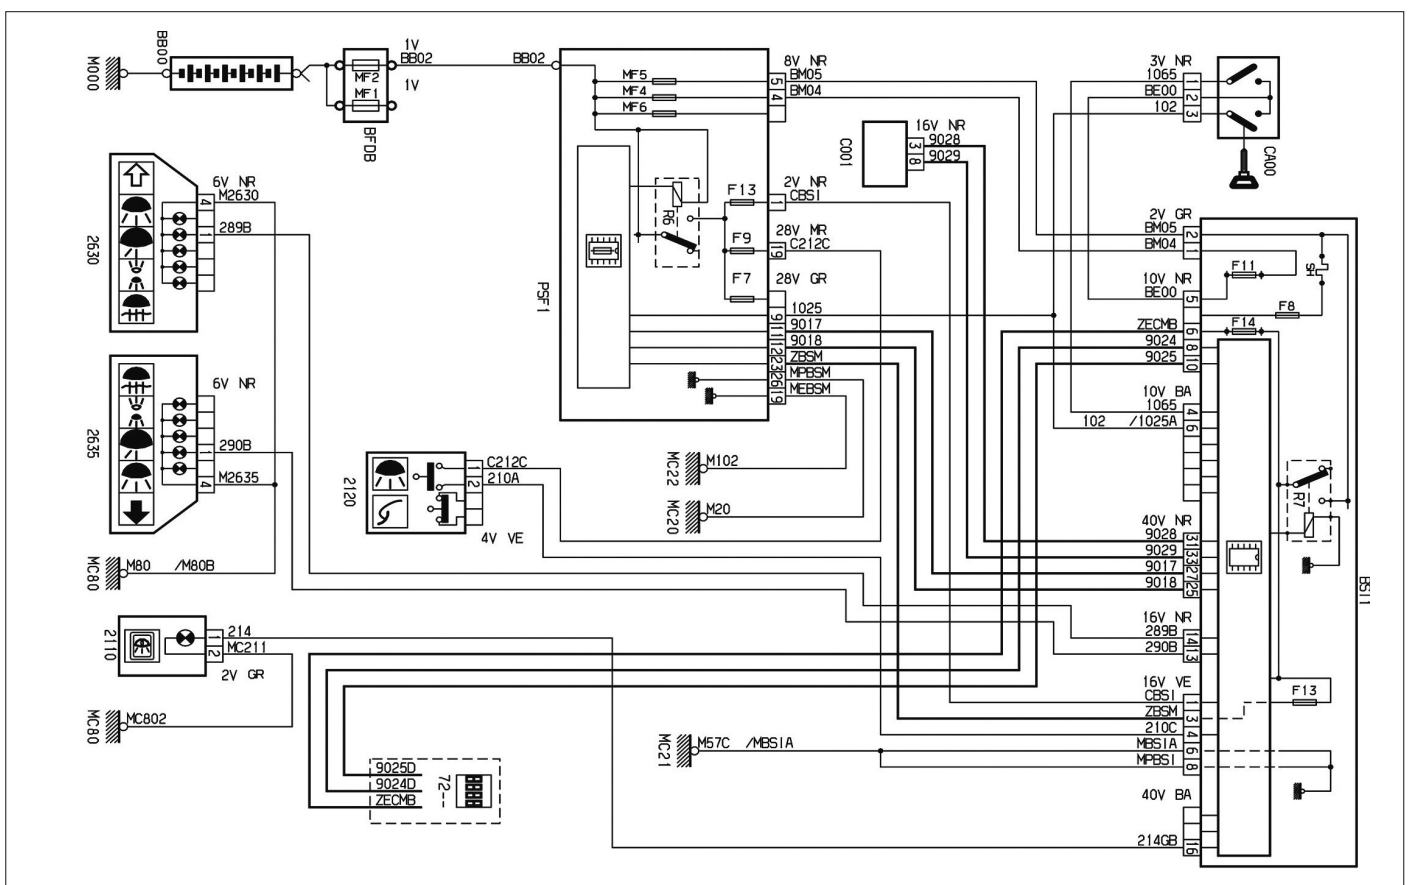 M000
BB00
MF2
MF1
BFDB
1V
BB02
1V
BB02
MF5
MF4
MF6
8V NR
5 BM05
4 BM04
R6
F13
F9
F7
PSF1
2V NR
1 CBSI
28V MR
19 C212C
28V GR
9 1025
11 9017
12 9018
23 ZBSM
26 MPBSM
19 MEBSM
C001
16V NR
3 9028
8 9029
3V NR
1065 1
BE00 2
102 3
CA00
2630
6V NR
4 M2630
1 289B
2635
6V NR
1 290B
4 M2635
MC80
M80 /M80B
2110
1 214
2 MC211
2V GR
MC80
MC802
2120
1 C212C
2 210A
4V VE
MC22
M102
MC20
M20
MC21
M57C /MBSIA
9025D
9024D
ZECMB
72--
2V GR
BM05 2
BM04 1
F11
SH
10V NR
BE00 5
F8
F14
ZECMB 6
9024 8
9025 10
10V BA
1065 4
102 /1025A 6
R7
40V NR
9028 31
9029 33
9017 27
9018 25
BSI1
16V NR
289B 14
290B 13
16V VE
CBSI 1
ZBSM 3
210C 4
MBSIA 6
MPBSI 8
F13
40V BA
214GB 16